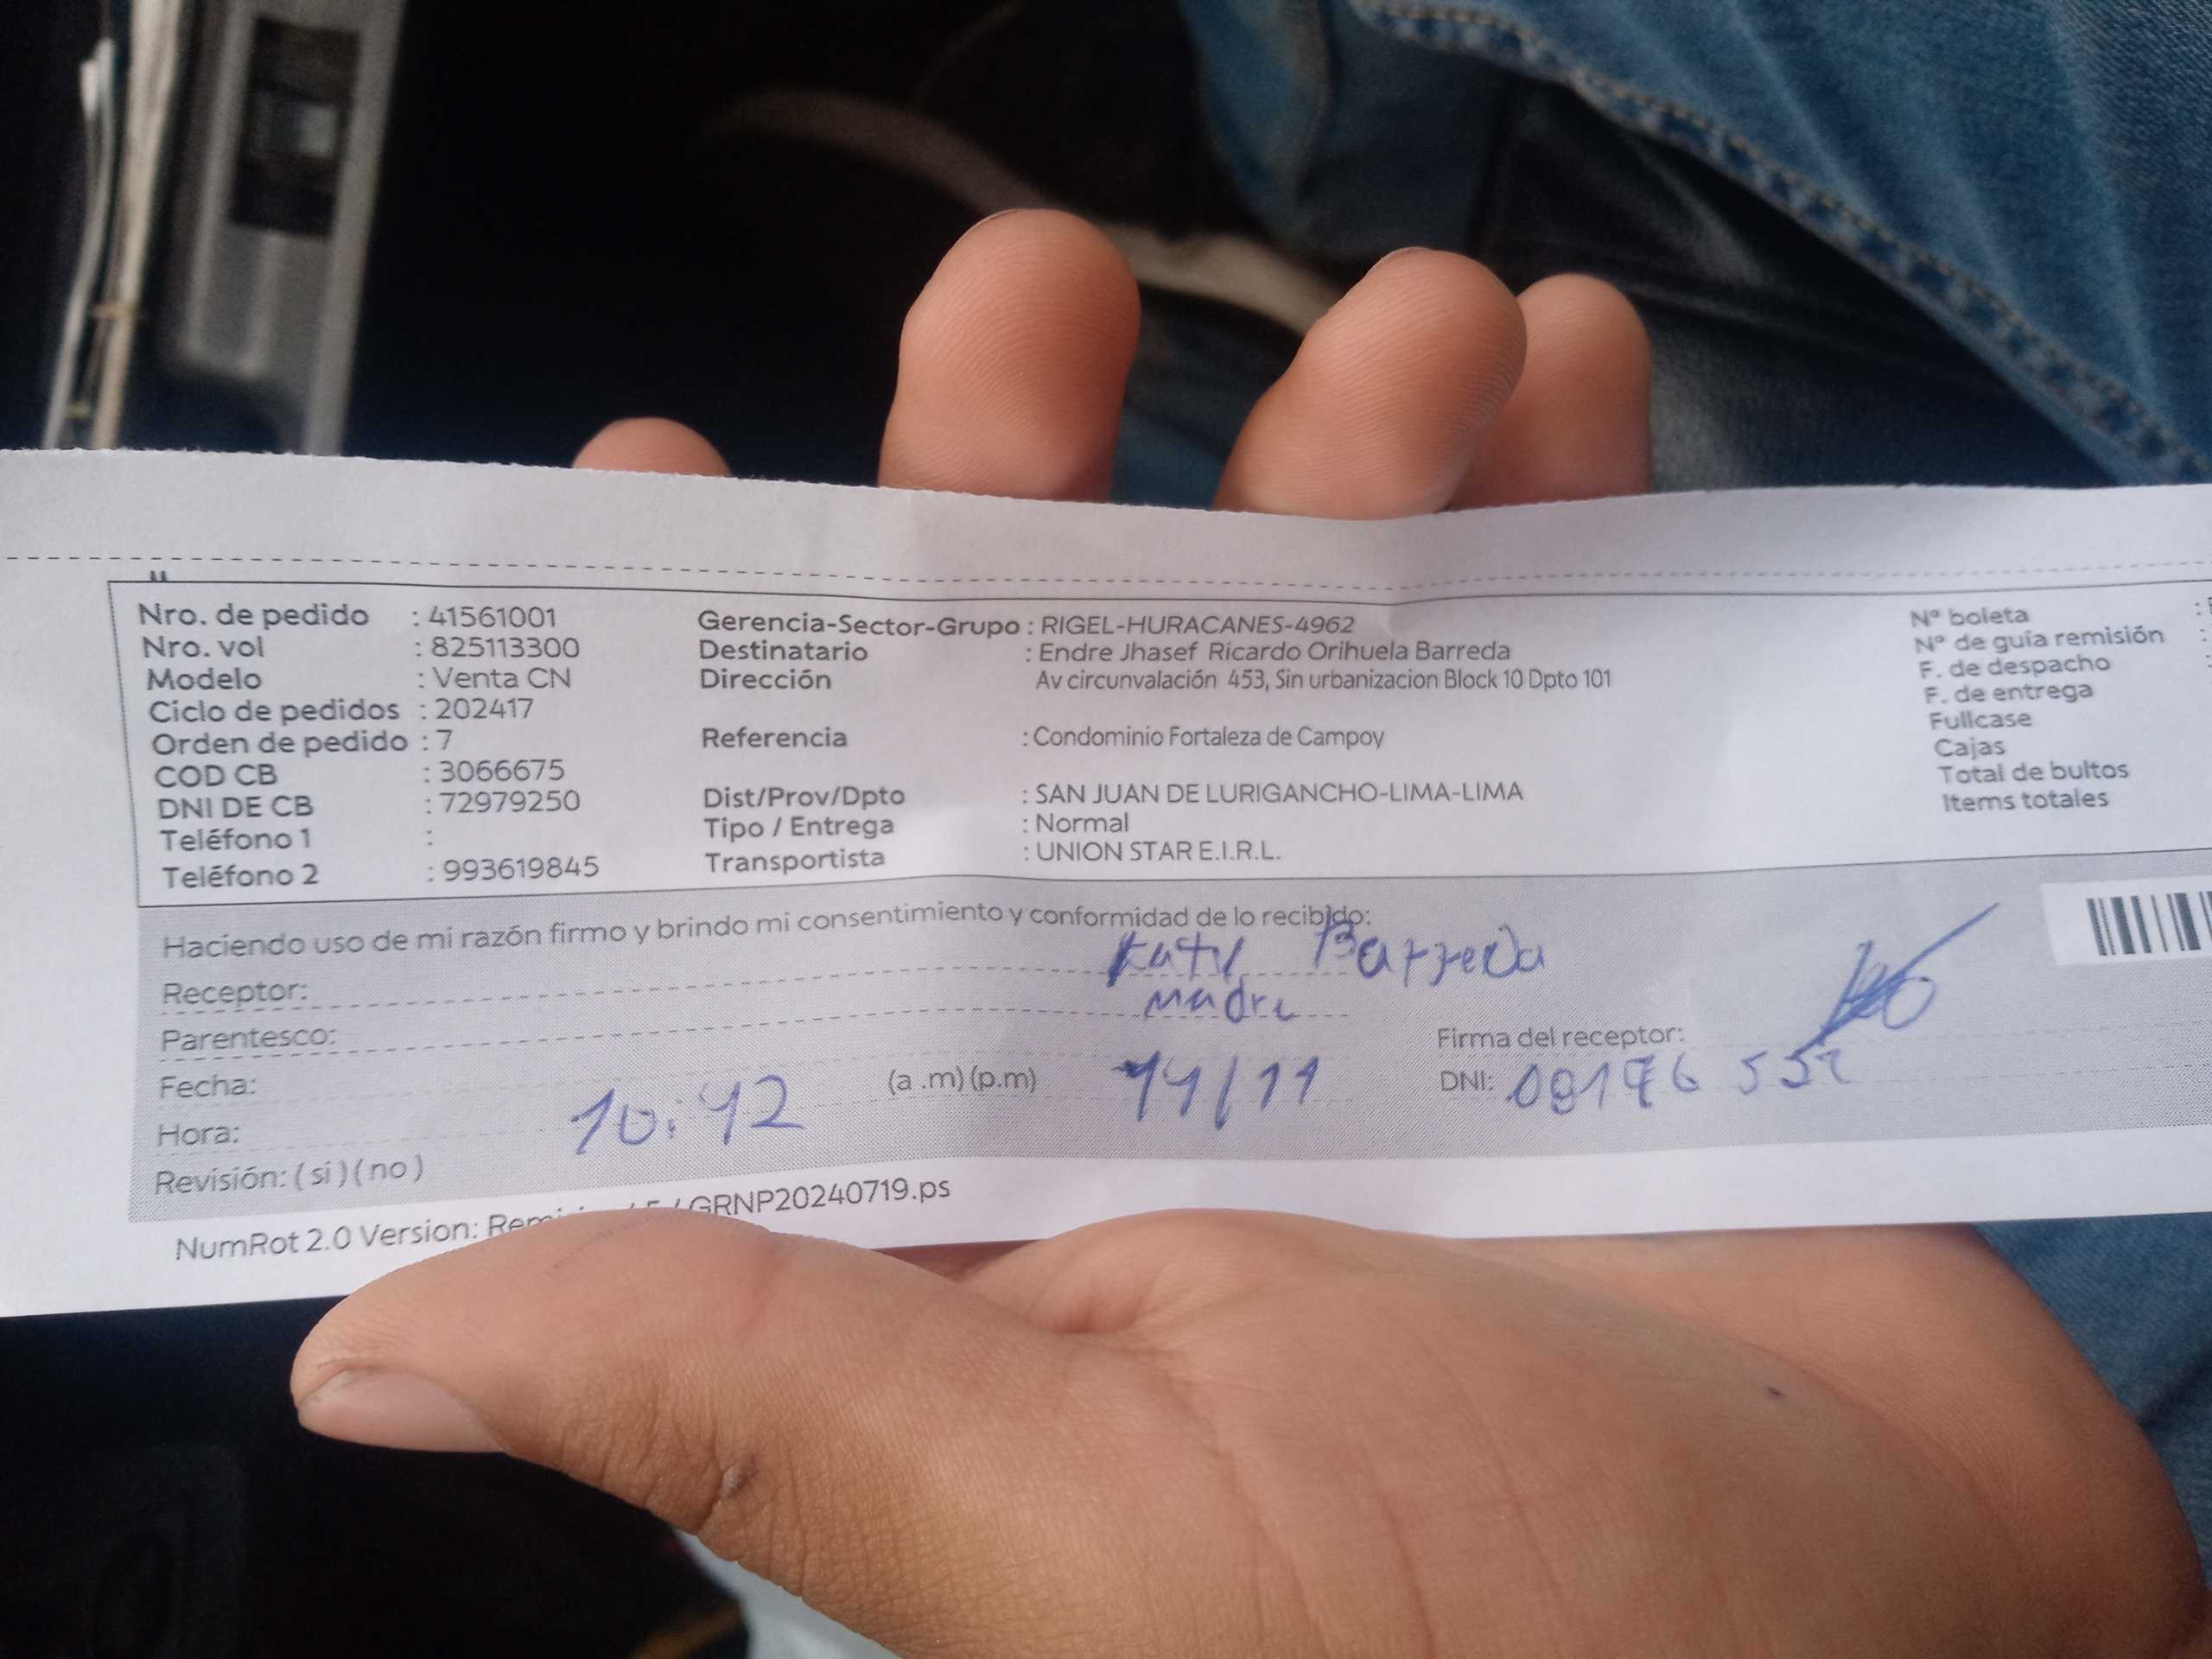 Nro. de pedido : 41561001
Nro. vol : 825113300
Modelo : Venta CN
Ciclo de pedidos : 202417
Orden de pedido : 7
COD CB : 3066675
DNI DE CB : 72979250
Teléfono 1 :
Teléfono 2 : 993619845
Gerencia-Sector-Grupo : RIGEL-HURACANES-4962
Destinatario : Endre Jhasef Ricardo Orihuela Barreda
Dirección Av circunvalación 453, Sin urbanizacion Block 10 Dpto 101
Referencia : Condominio Fortaleza de Campoy
Dist/Prov/Dpto : SAN JUAN DE LURIGANCHO-LIMA-LIMA
Tipo / Entrega : Normal
Transportista : UNION STAR E.I.R.L.
Nº boleta :
Nº de guía remisión :
F. de despacho :
F. de entrega
Fullcase
Cajas
Total de bultos
Items totales
Haciendo uso de mi razón firmo y brindo mi consentimiento y conformidad de lo recibido:
Receptor: Barreda
Parentesco: madre
Fecha: (a .m) (p.m)
Hora: 10:42
Firma del receptor:
DNI:
Revisión: ( si ) ( no )
NumRot 2.0 Version: GRNP20240719.ps